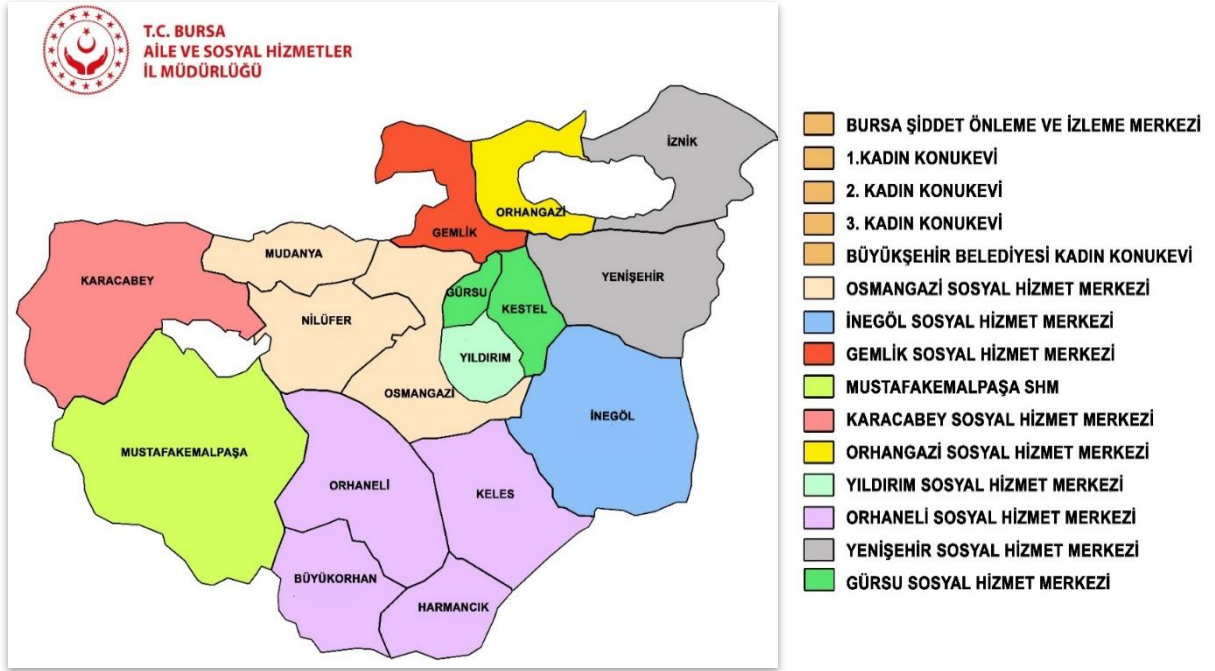 T.C. BURSA
AİLE VE SOSYAL HİZMETLER
İL MÜDÜRLÜĞÜ
İZNİK
ORHANGAZİ
GEMLİK
MUDANYA
KARACABEY
YENİŞEHİR
GÜRSU
KESTEL
NİLÜFER
YILDIRIM
OSMANGAZİ
İNEGÖL
MUSTAFAKEMALPAŞA
ORHANELİ
KELES
BÜYÜKORHAN
HARMANCIK
BURSA ŞİDDET ÖNLEME VE İZLEME MERKEZİ
1.KADIN KONUKEVİ
2. KADIN KONUKEVİ
3. KADIN KONUKEVİ
BÜYÜKŞEHİR BELEDİYESİ KADIN KONUKEVİ
OSMANGAZİ SOSYAL HİZMET MERKEZİ
İNEGÖL SOSYAL HİZMET MERKEZİ
GEMLİK SOSYAL HİZMET MERKEZİ
MUSTAFAKEMALPAŞA SHM
KARACABEY SOSYAL HİZMET MERKEZİ
ORHANGAZİ SOSYAL HİZMET MERKEZİ
YILDIRIM SOSYAL HİZMET MERKEZİ
ORHANELİ SOSYAL HİZMET MERKEZİ
YENİŞEHİR SOSYAL HİZMET MERKEZİ
GÜRSU SOSYAL HİZMET MERKEZİ